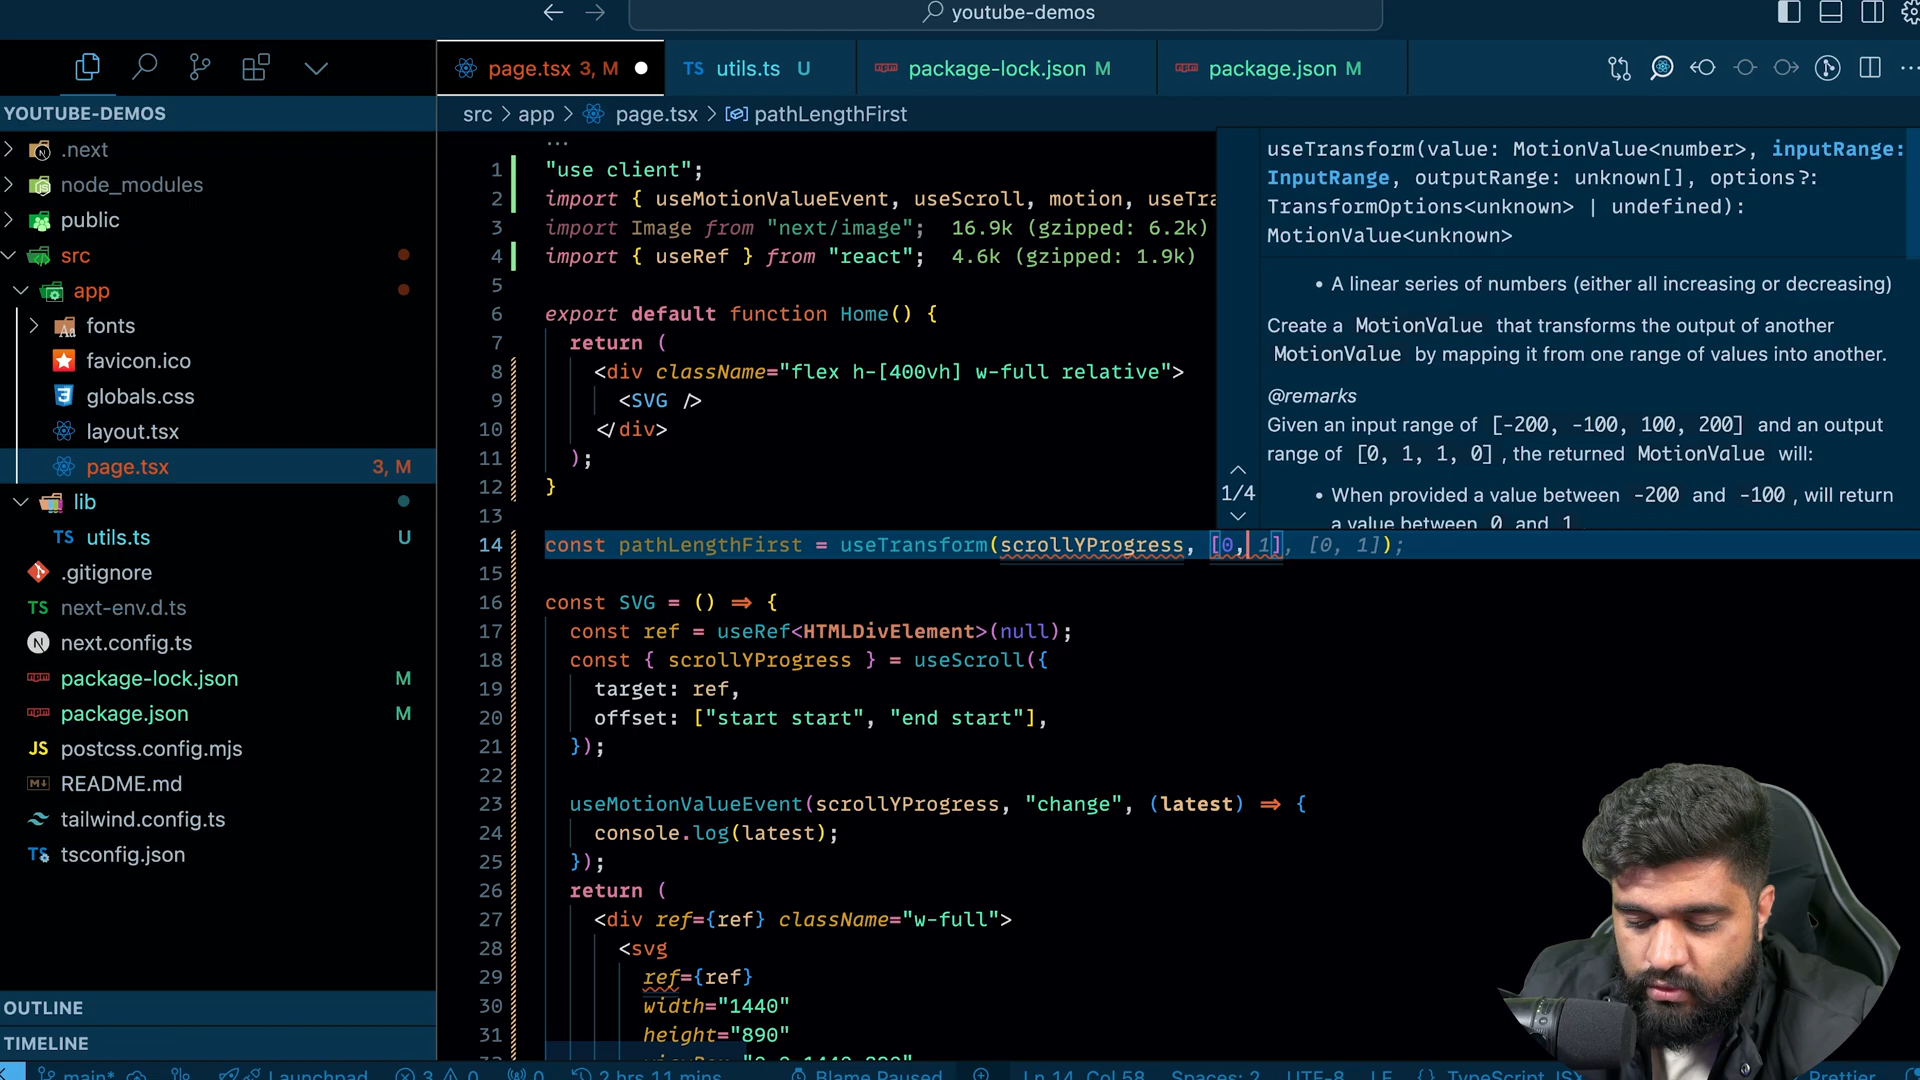 youtube-demos
page.tsx 3, M
TS utils.ts U
package-lock.json M
package.json M
YOUTUBE-DEMOS
src > app > page.tsx > pathLengthFirst
.next
node_modules
public
src
app
fonts
favicon.ico
globals.css
layout.tsx
page.tsx 3, M
lib
TS utils.ts U
.gitignore
TS next-env.d.ts
next.config.ts
package-lock.json M
package.json M
JS postcss.config.mjs
README.md
tailwind.config.ts
TS tsconfig.json
OUTLINE
TIMELINE
...
1 "use client";
2 import { useMotionValueEvent, useScroll, motion, useTra
3 import Image from "next/image"; 16.9k (gzipped: 6.2k)
4 import { useRef } from "react"; 4.6k (gzipped: 1.9k)
5
6 export default function Home() {
7 return (
8 <div className="flex h-[400vh] w-full relative">
9 <SVG />
10 </div>
11 );
12 }
13
14 const pathLengthFirst = useTransform(scrollYProgress, [0, 1], [0, 1]);
15
16 const SVG = () => {
17 const ref = useRef<HTMLDivElement>(null);
18 const { scrollYProgress } = useScroll({
19 target: ref,
20 offset: ["start start", "end start"],
21 });
22
23 useMotionValueEvent(scrollYProgress, "change", (latest) => {
24 console.log(latest);
25 });
26 return (
27 <div ref={ref} className="w-full">
28 <svg
29 ref={ref}
30 width="1440"
31 height="890"
useTransform(value: MotionValue<number>, inputRange:
InputRange, outputRange: unknown[], options?:
TransformOptions<unknown> | undefined):
MotionValue<unknown>
• A linear series of numbers (either all increasing or decreasing)
Create a MotionValue that transforms the output of another
MotionValue by mapping it from one range of values into another.
@remarks
Given an input range of [-200, -100, 100, 200] and an output
range of [0, 1, 1, 0], the returned MotionValue will:
1/4
• When provided a value between -200 and -100, will return
a value between 0 and 1.
main* Launchpad 3 0 0 2 hrs 11 mins Blame Paused Ln 14, Col 58 Spaces: 2 UTF-8 LF {} TypeScript JSX Prettier